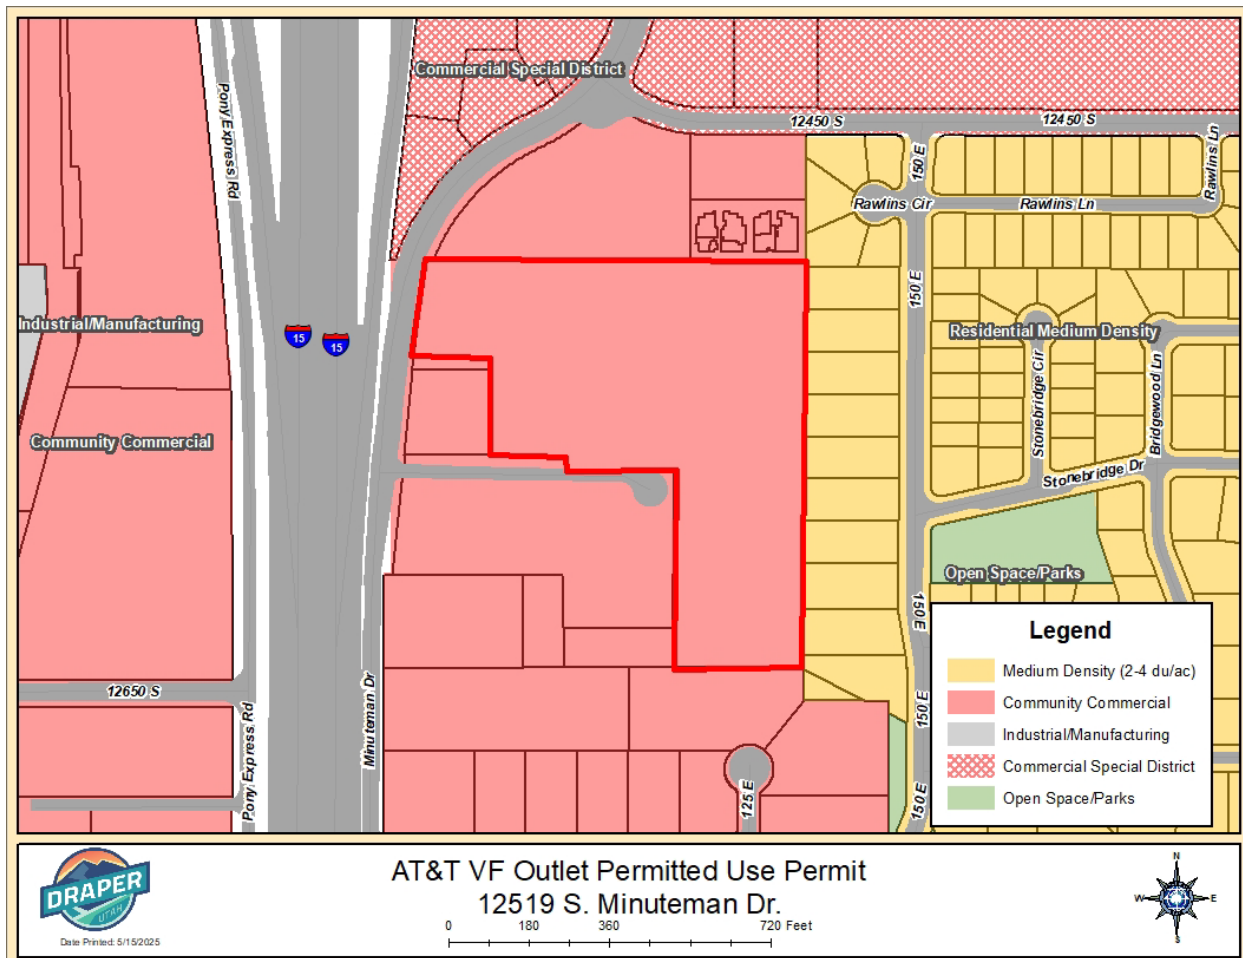 Commercial Special District
Pony Express Rd
12450 S
12450 S
150 E
Rawlins Ln
Rawlins Cir
Rawlins Ln
150 E
Industrial/Manufacturing
15
15
Residential Medium Density
Stonebridge Cir
Bridgewood Ln
Community Commercial
Stonebridge Dr
Open Space/Parks
150 E
12650 S
Minuteman Dr
Pony Express Rd
150 E
125 E
150 E
Legend
Medium Density (2-4 du/ac)
Community Commercial
Industrial/Manufacturing
Commercial Special District
Open Space/Parks
DRAPER
UTAH
Date Printed: 5/15/2025
AT&T VF Outlet Permitted Use Permit
12519 S. Minuteman Dr.
0 180 360 720 Feet
N
W E
S